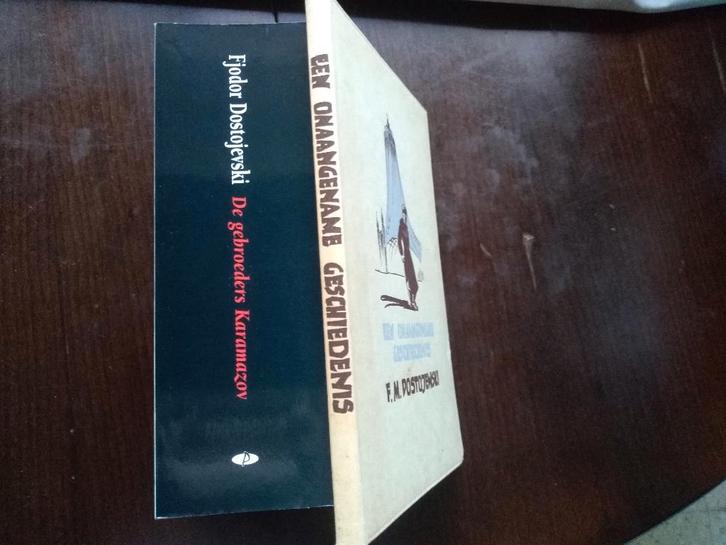 Fjodor Dostojevski De gebroeders Karamazov
EEN ONAANGENAME GESCHIEDENIS
EEN ONAANGENAME
GESCHIEDENIS
F. M. DOSTOJEWSKI